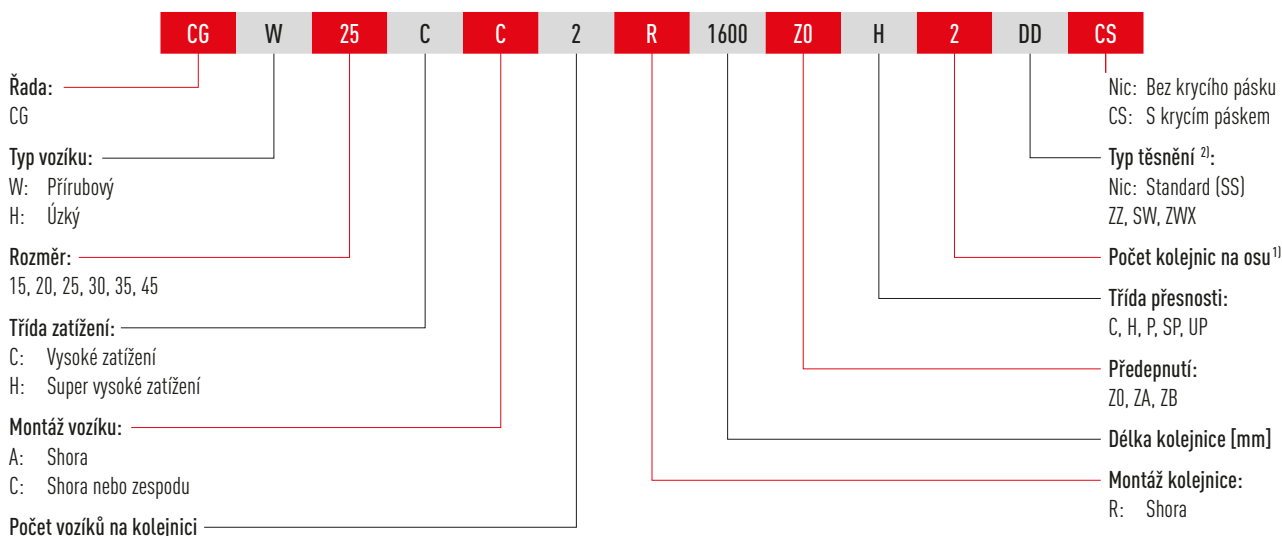 CG W 25 C C 2 R 1600 Z0 H 2 DD CS
Řada:
CG
Typ vozíku:
W: Přírubový
H: Úzký
Rozměr:
15, 20, 25, 30, 35, 45
Třída zatížení:
C: Vysoké zatížení
H: Super vysoké zatížení
Montáž vozíku:
A: Shora
C: Shora nebo zespodu
Počet vozíků na kolejnici
Nic: Bez krycího pásku
CS: S krycím páskem
Typ těsnění 2):
Nic: Standard (SS)
ZZ, SW, ZWX
Počet kolejnic na osu 1)
Třída přesnosti:
C, H, P, SP, UP
Předepnutí:
Z0, ZA, ZB
Délka kolejnice [mm]
Montáž kolejnice:
R: Shora